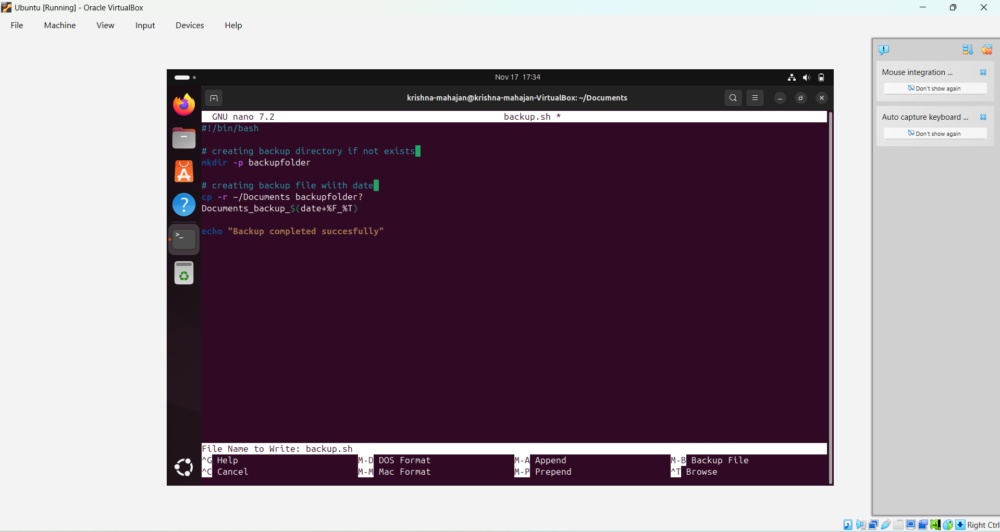 Ubuntu [Running] - Oracle VirtualBox
File Machine View Input Devices Help
Nov 17 17:34
krishna-mahajan@krishna-mahajan-VirtualBox: ~/Documents
GNU nano 7.2 backup.sh *
#!/bin/bash
# creating backup directory if not exists
mkdir -p backupfolder
# creating backup file wiith date
cp -r ~/Documents backupfolder?
Documents_backup_$(date+%F_%T)
echo "Backup completed succesfully"
File Name to Write: backup.sh
^G Help M-D DOS Format M-A Append M-B Backup File
^C Cancel M-M Mac Format M-P Prepend ^T Browse
Mouse integration ...
Don't show again
Auto capture keyboard ...
Don't show again
Right Ctrl